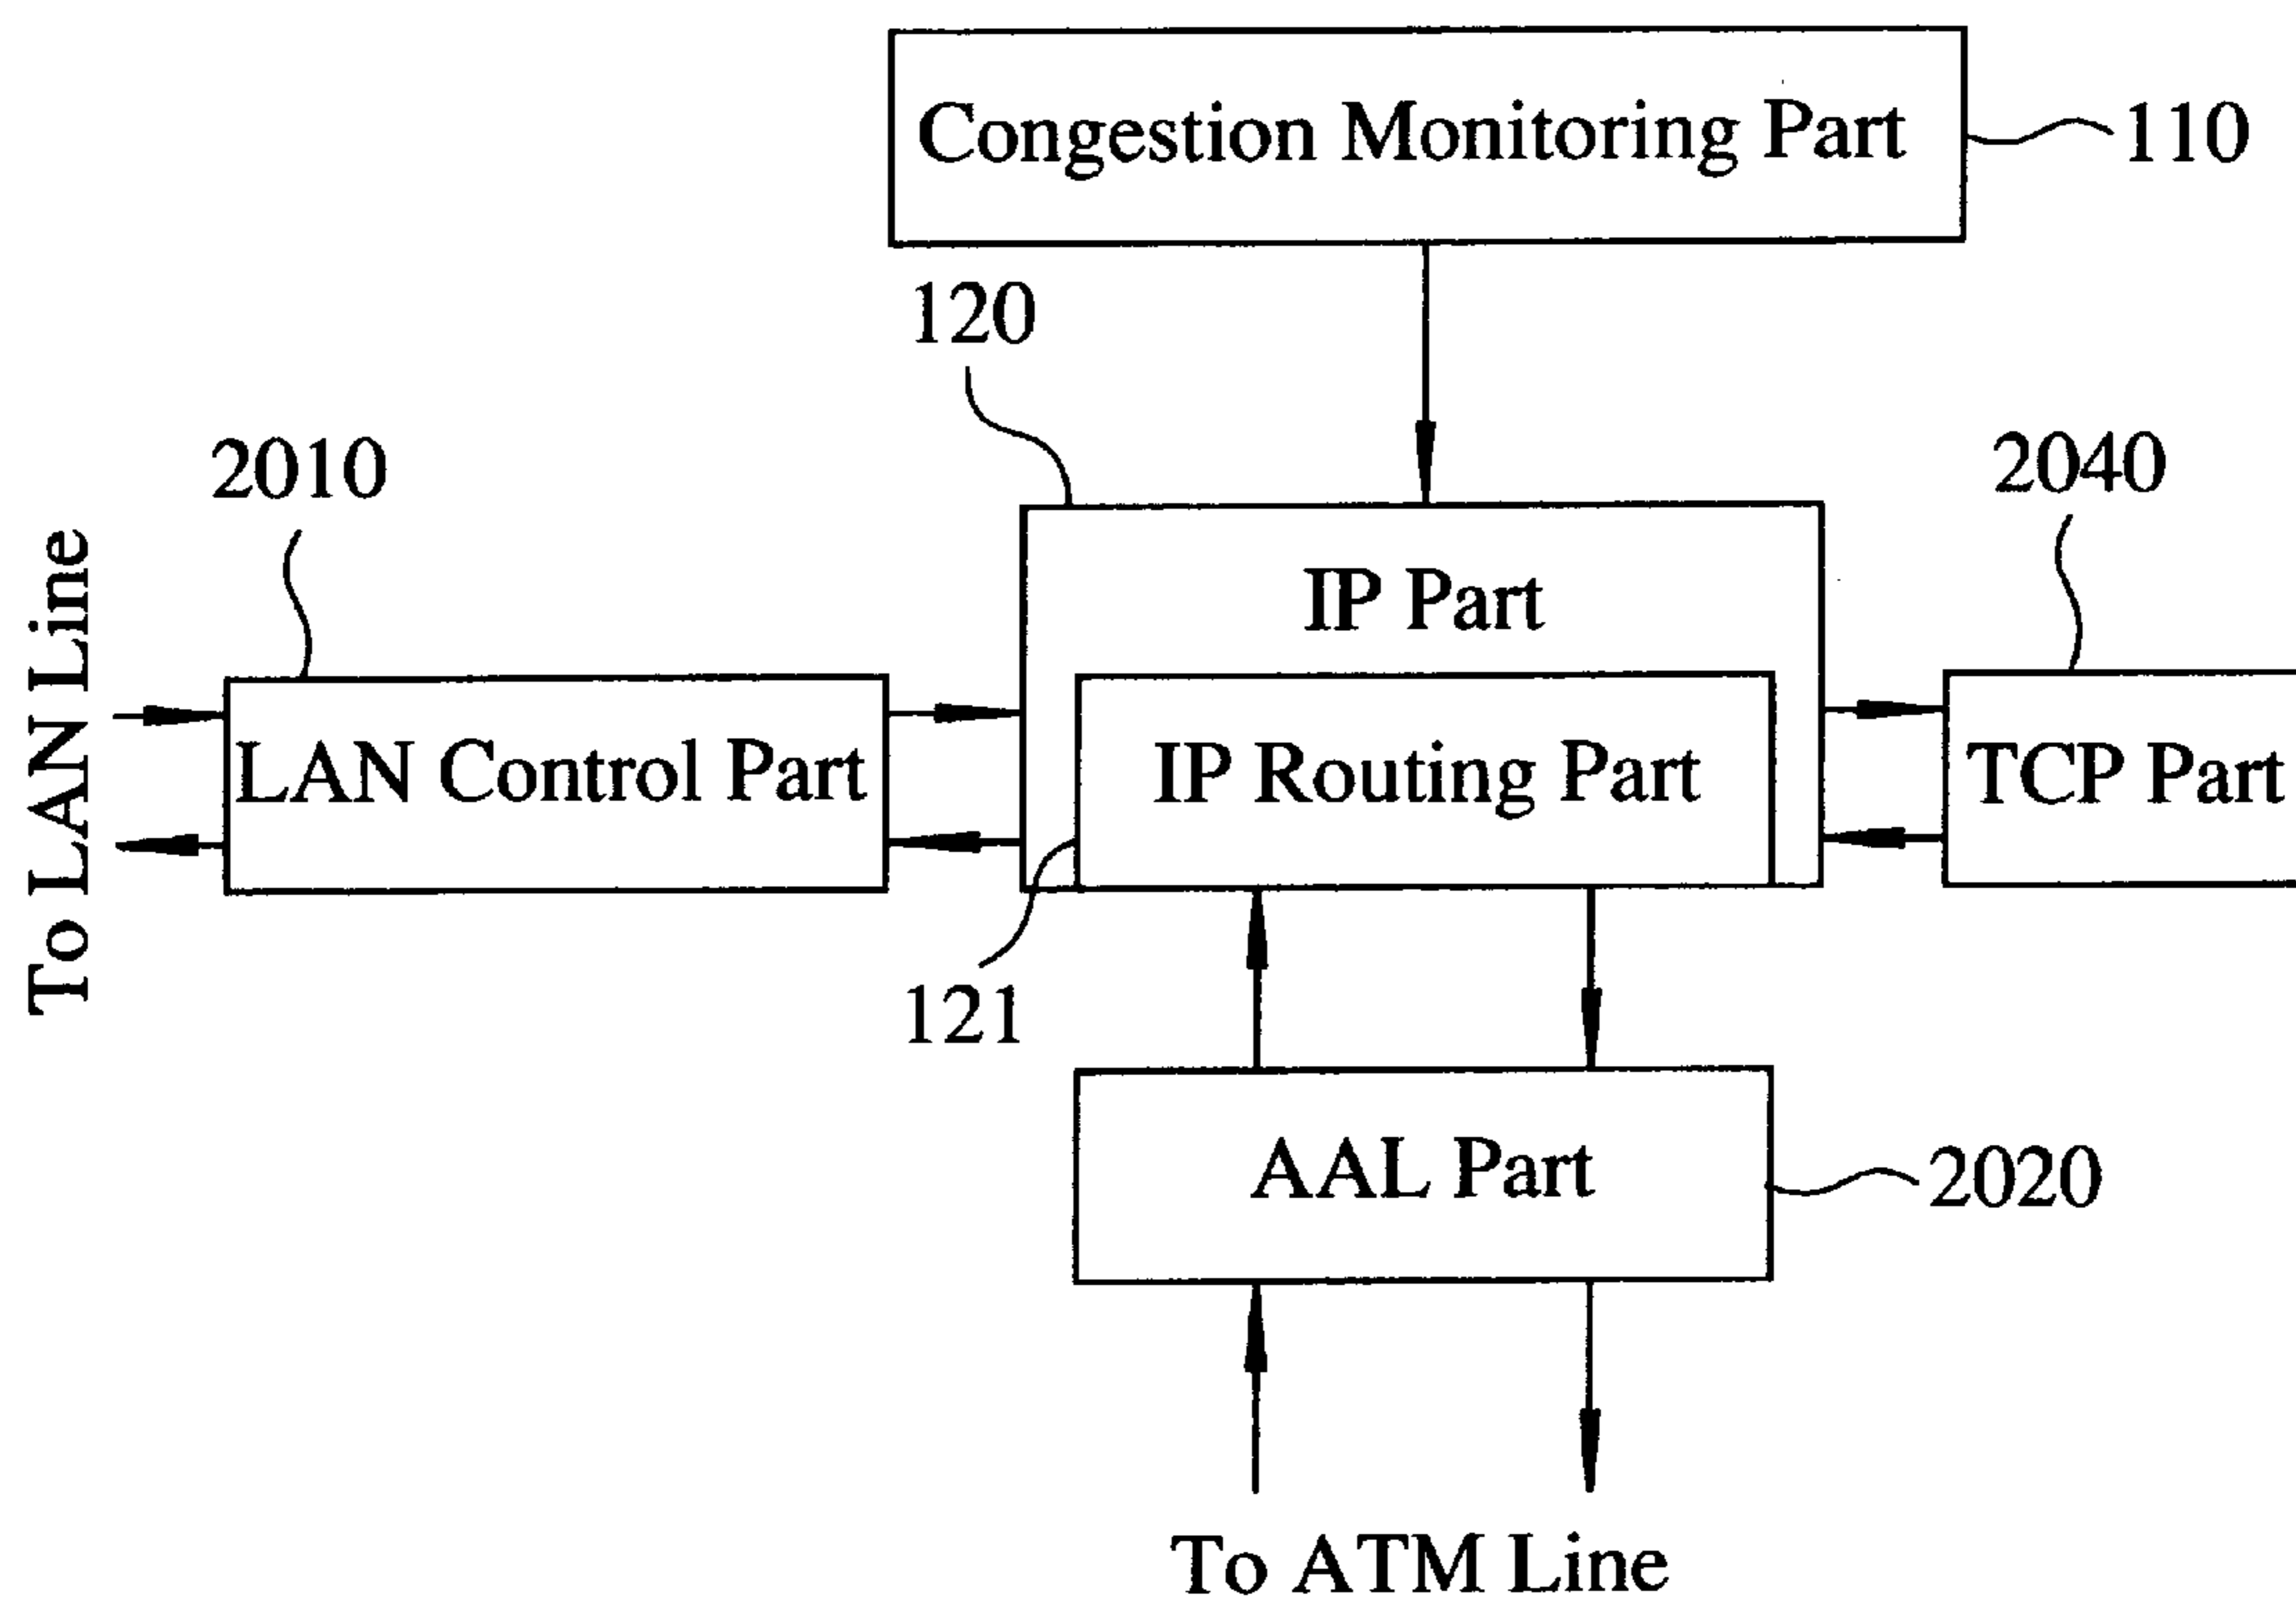 Congestion Monitoring Part
110
120
2010
2040
To LAN Line
IP Part
LAN Control Part
IP Routing Part
TCP Part
121
AAL Part
2020
To ATM Line